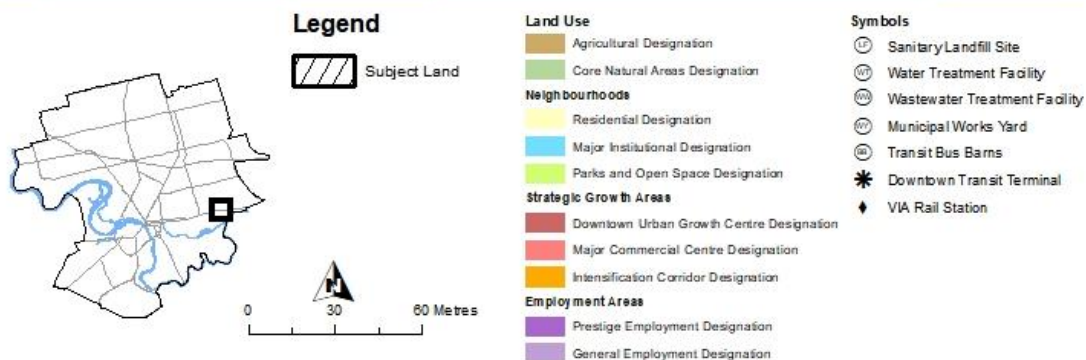 Legend
Subject Land
N
0 30 60 Metres
Land Use
Agricultural Designation
Core Natural Areas Designation
Neighbourhoods
Residential Designation
Major Institutional Designation
Parks and Open Space Designation
Strategic Growth Areas
Downtown Urban Growth Centre Designation
Major Commercial Centre Designation
Intensification Corridor Designation
Employment Areas
Prestige Employment Designation
General Employment Designation
Symbols
LF Sanitary Landfill Site
WT Water Treatment Facility
WW Wastewater Treatment Facility
WY Municipal Works Yard
BB Transit Bus Barns
Downtown Transit Terminal
VIA Rail Station